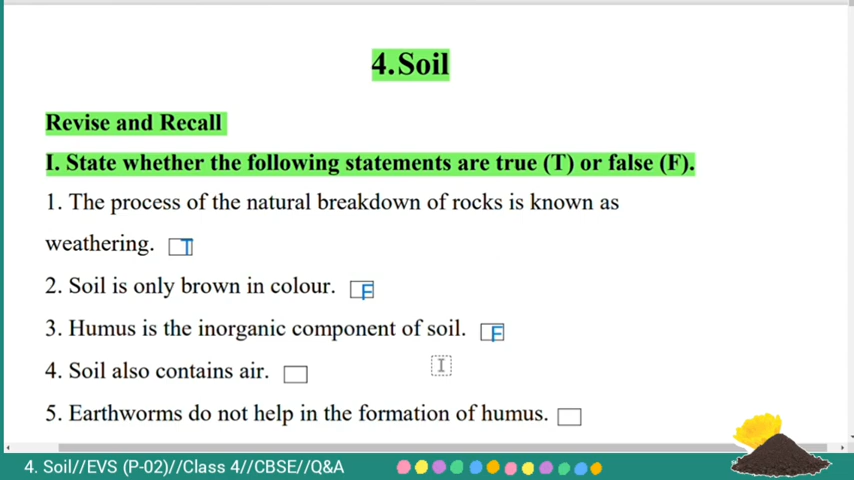 4.Soil
Revise and Recall
I. State whether the following statements are true (T) or false (F).
1. The process of the natural breakdown of rocks is known as
weathering. T
2. Soil is only brown in colour. F
3. Humus is the inorganic component of soil. F
4. Soil also contains air.
5. Earthworms do not help in the formation of humus.
4. Soil//EVS (P-02)//Class 4//CBSE//Q&A